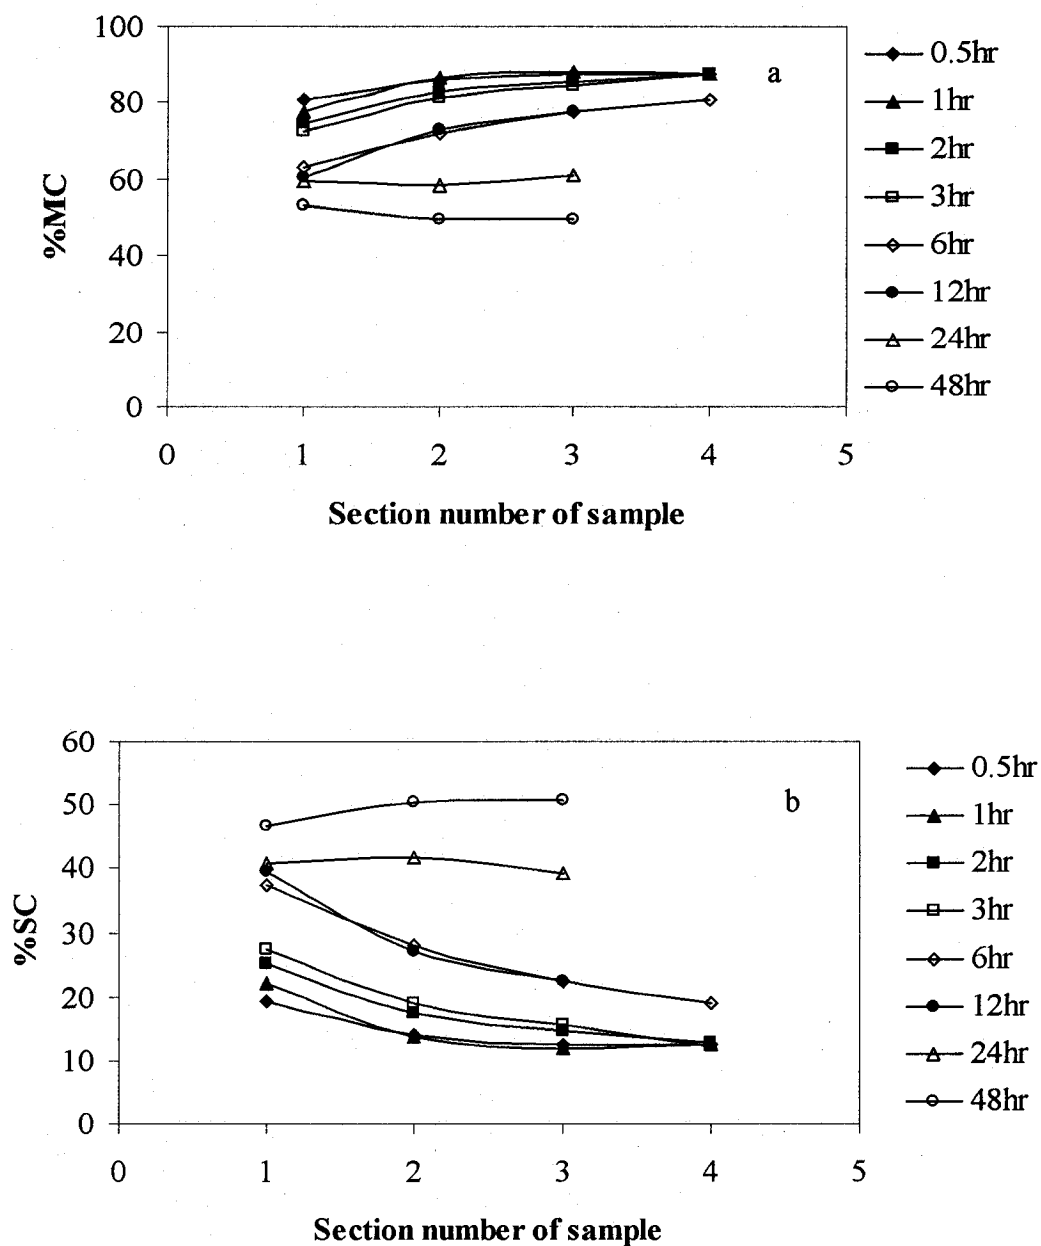 100
80
60
40
20
0
%MC
0 1 2 3 4 5
Section number of sample
a
0.5hr
1hr
2hr
3hr
6hr
12hr
24hr
48hr
60
50
40
30
20
10
0
%SC
0 1 2 3 4 5
Section number of sample
b
0.5hr
1hr
2hr
3hr
6hr
12hr
24hr
48hr